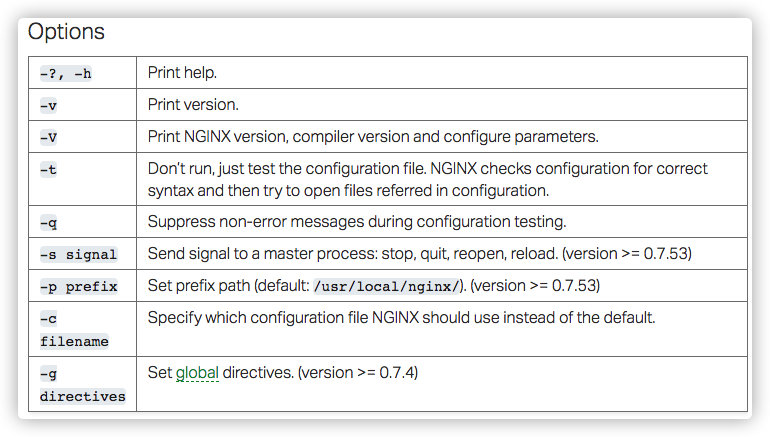 Options
-?, -h Print help.
-v Print version.
-V Print NGINX version, compiler version and configure parameters.
-t Don't run, just test the configuration file. NGINX checks configuration for correct
syntax and then try to open files referred in configuration.
-q Suppress non-error messages during configuration testing.
-s signal Send signal to a master process: stop, quit, reopen, reload. (version >= 0.7.53)
-p prefix Set prefix path (default: /usr/local/nginx/). (version >= 0.7.53)
-c Specify which configuration file NGINX should use instead of the default.
filename
-g Set global directives. (version >= 0.7.4)
directives